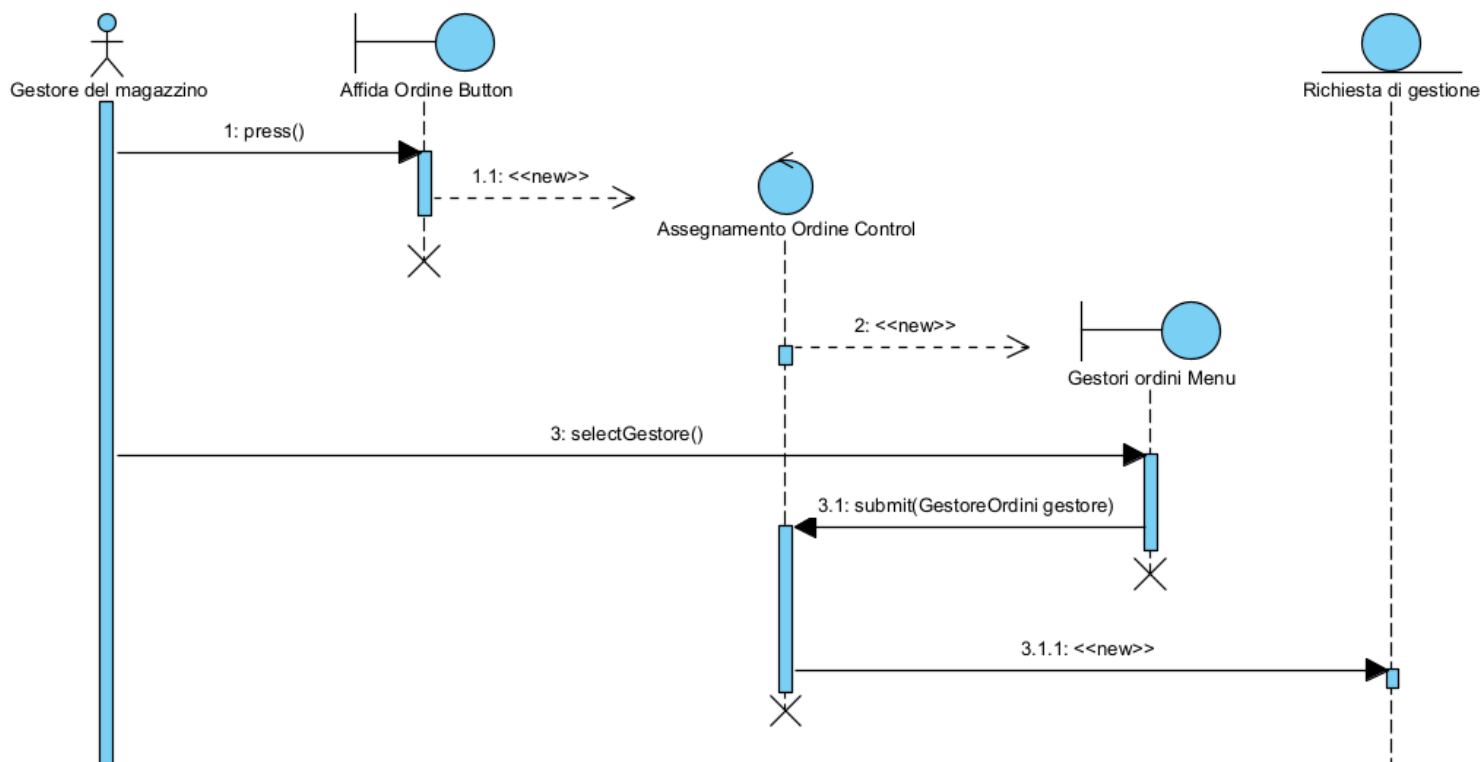 Gestore del magazzino
Affida Ordine Button
Richiesta di gestione
1: press()
1.1: <<new>>
Assegnamento Ordine Control
2: <<new>>
Gestori ordini Menu
3: selectGestore()
3.1: submit(GestoreOrdini gestore)
3.1.1: <<new>>